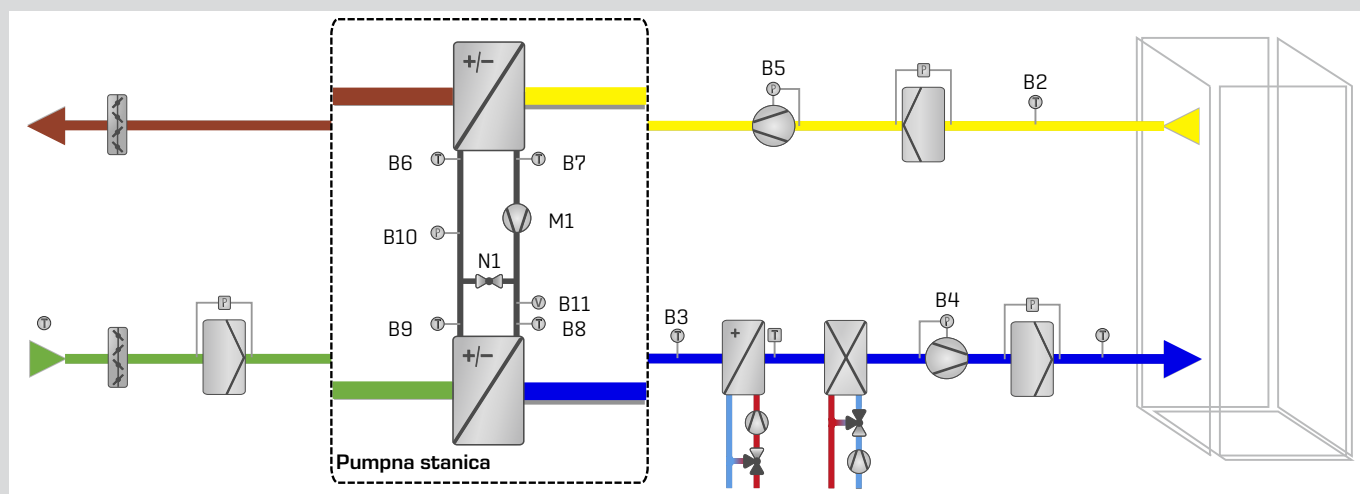 +/-
P
B5
P
B2
T
B6
T
T
B7
M1
B10
P
N1
V
B11
B9
T
T
B8
T
P
+/-
B3
T
+
T
B4
P
P
T
Pumpna stanica